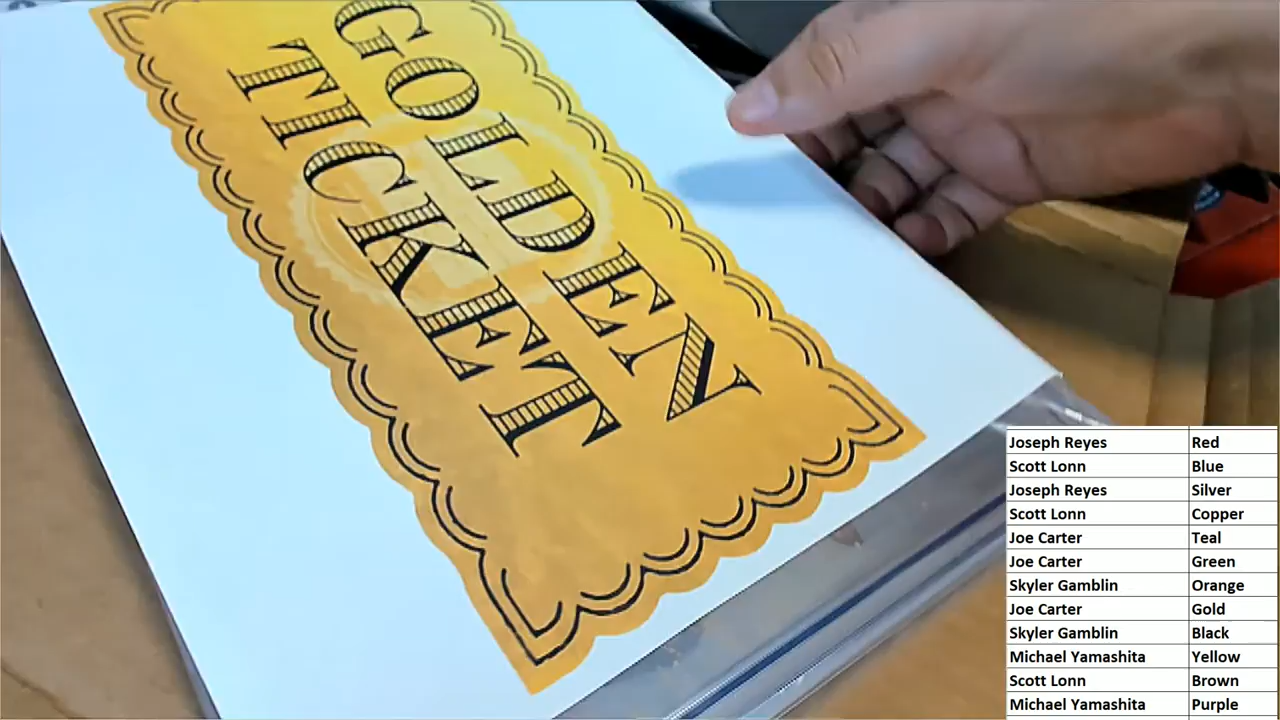 GOLDEN
TICKET
Joseph Reyes Red
Scott Lonn Blue
Joseph Reyes Silver
Scott Lonn Copper
Joe Carter Teal
Joe Carter Green
Skyler Gamblin Orange
Joe Carter Gold
Skyler Gamblin Black
Michael Yamashita Yellow
Scott Lonn Brown
Michael Yamashita Purple